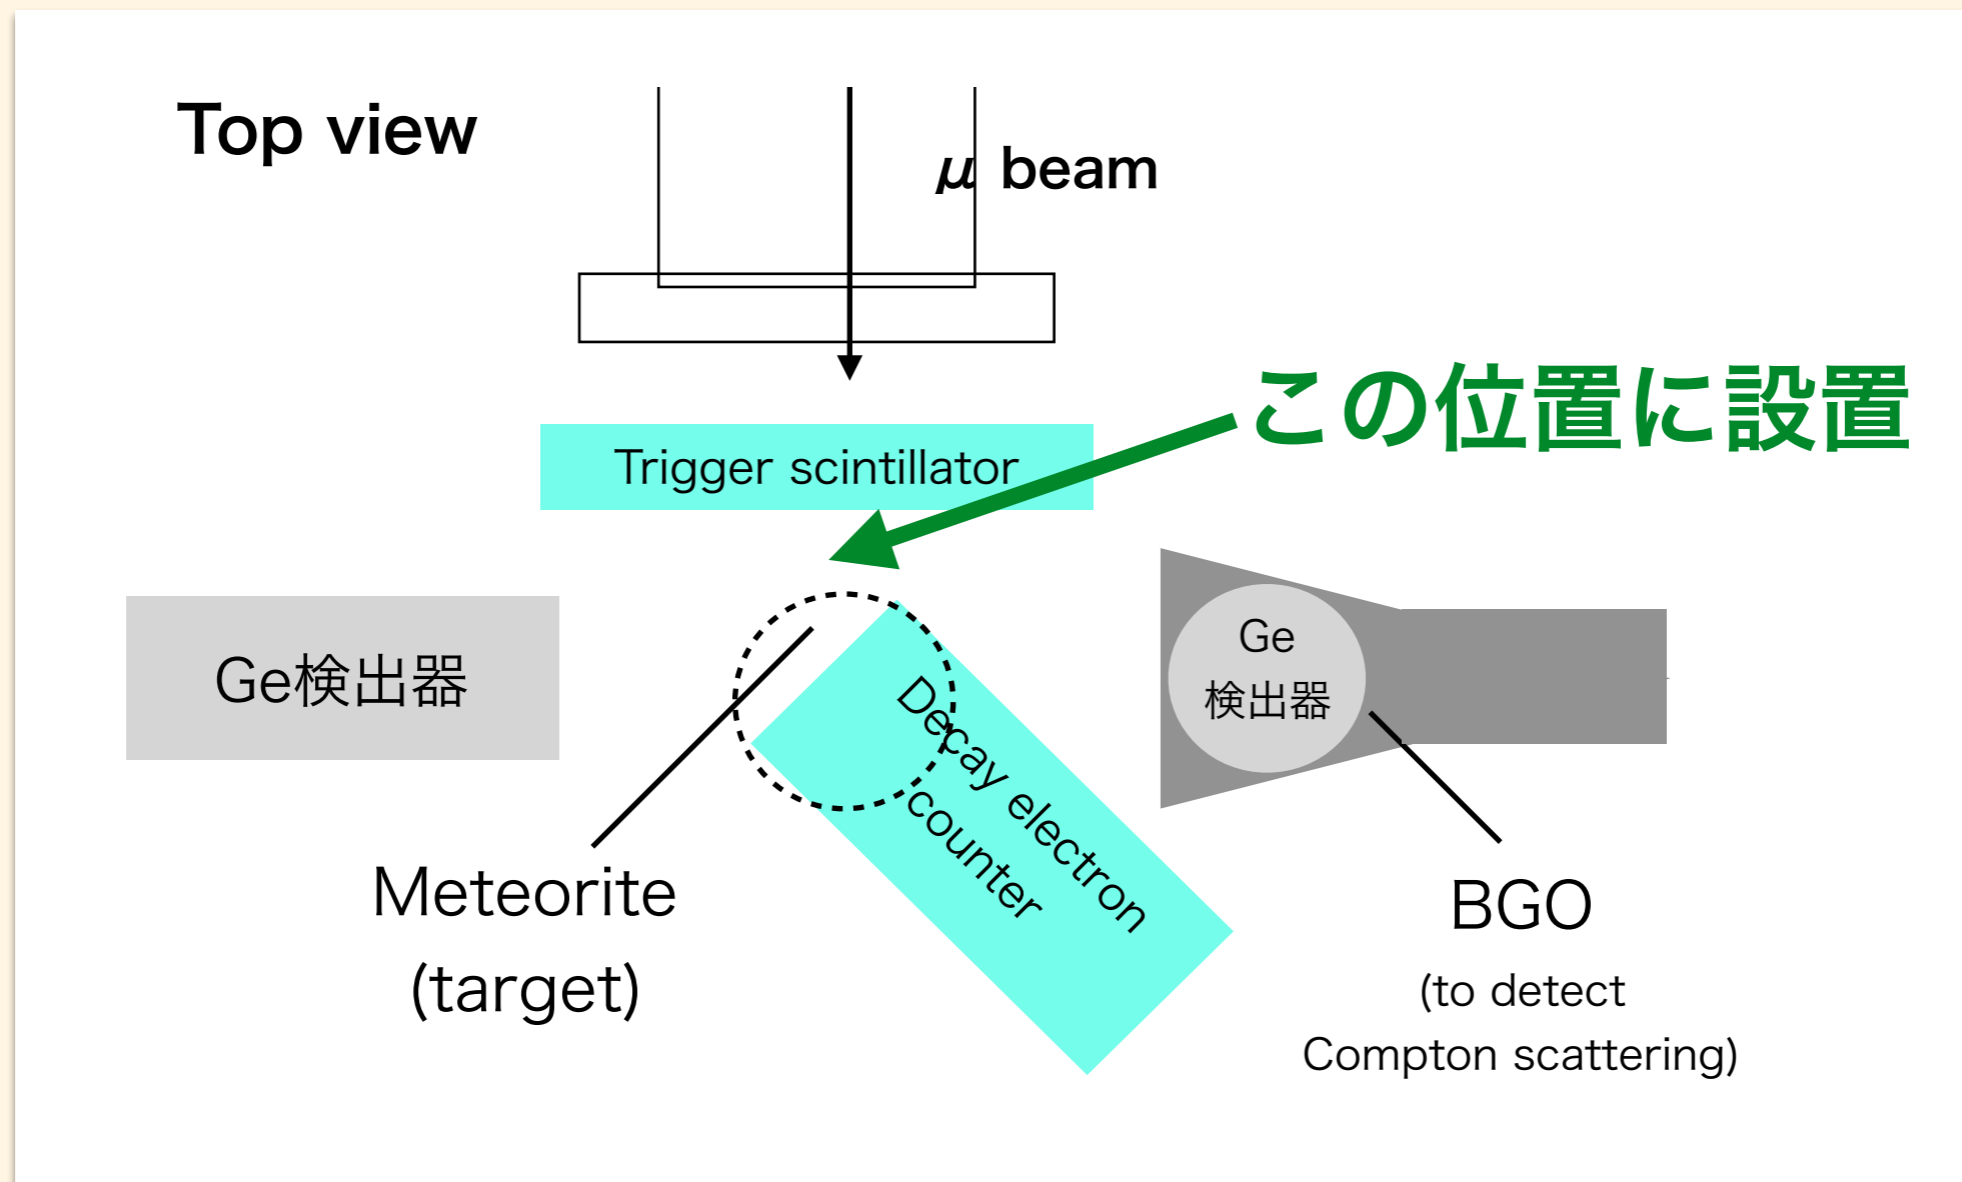 Top view
μ beam
この位置に設置
Trigger scintillator
Ge検出器
Ge
検出器
Decay electron
counter
Meteorite
(target)
BGO
(to detect
Compton scattering)